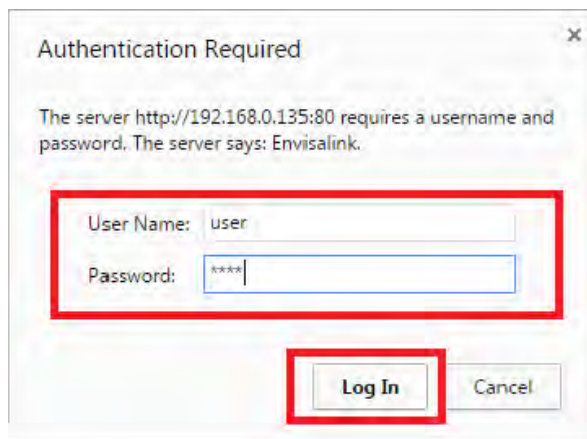 Authentication Required
The server http://192.168.0.135:80 requires a username and
password. The server says: Envisalink.
User Name: user
Password: ****
Log In Cancel